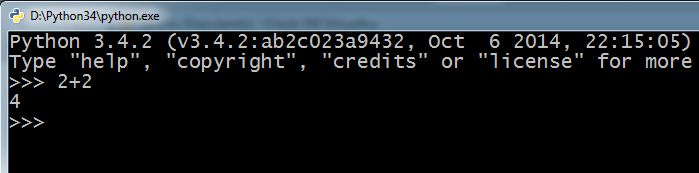 D:\Python34\python.exe
Python 3.4.2 (v3.4.2:ab2c023a9432, Oct  6 2014, 22:15:05)
Type "help", "copyright", "credits" or "license" for more
>>> 2+2
4
>>>